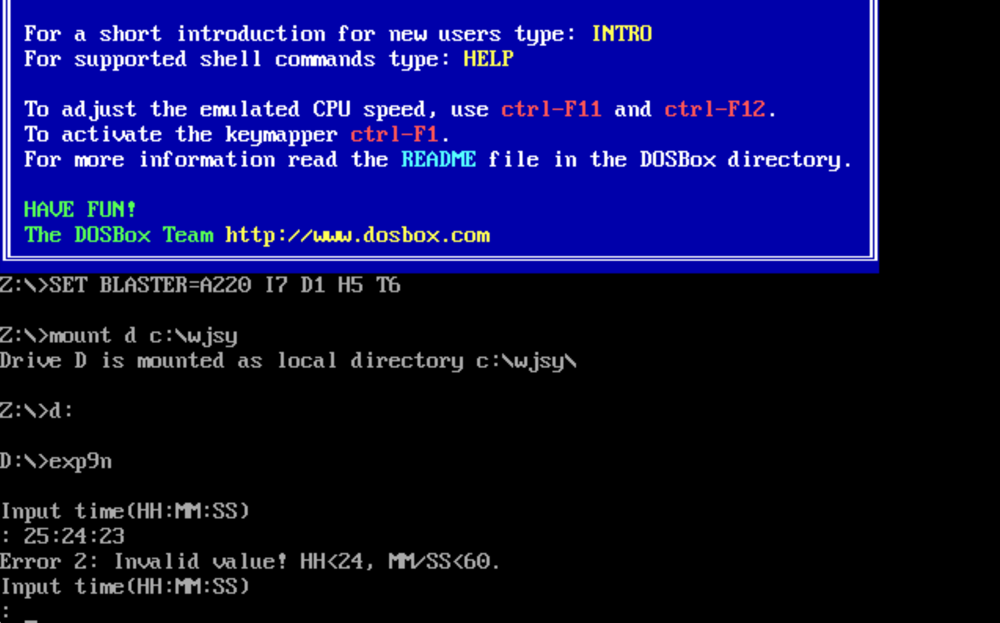 For a short introduction for new users type: INTRO
For supported shell commands type: HELP
To adjust the emulated CPU speed, use ctrl-F11 and ctrl-F12.
To activate the keymapper ctrl-F1.
For more information read the README file in the DOSBox directory.
HAVE FUN!
The DOSBox Team http://www.dosbox.com
Z:\>SET BLASTER=A220 I7 D1 H5 T6
Z:\>mount d c:\wjsy
Drive D is mounted as local directory c:\wjsy\
Z:\>d:
D:\>exp9n
Input time(HH:MM:SS)
: 25:24:23
Error 2: Invalid value! HH<24, MM/SS<60.
Input time(HH:MM:SS)
: _